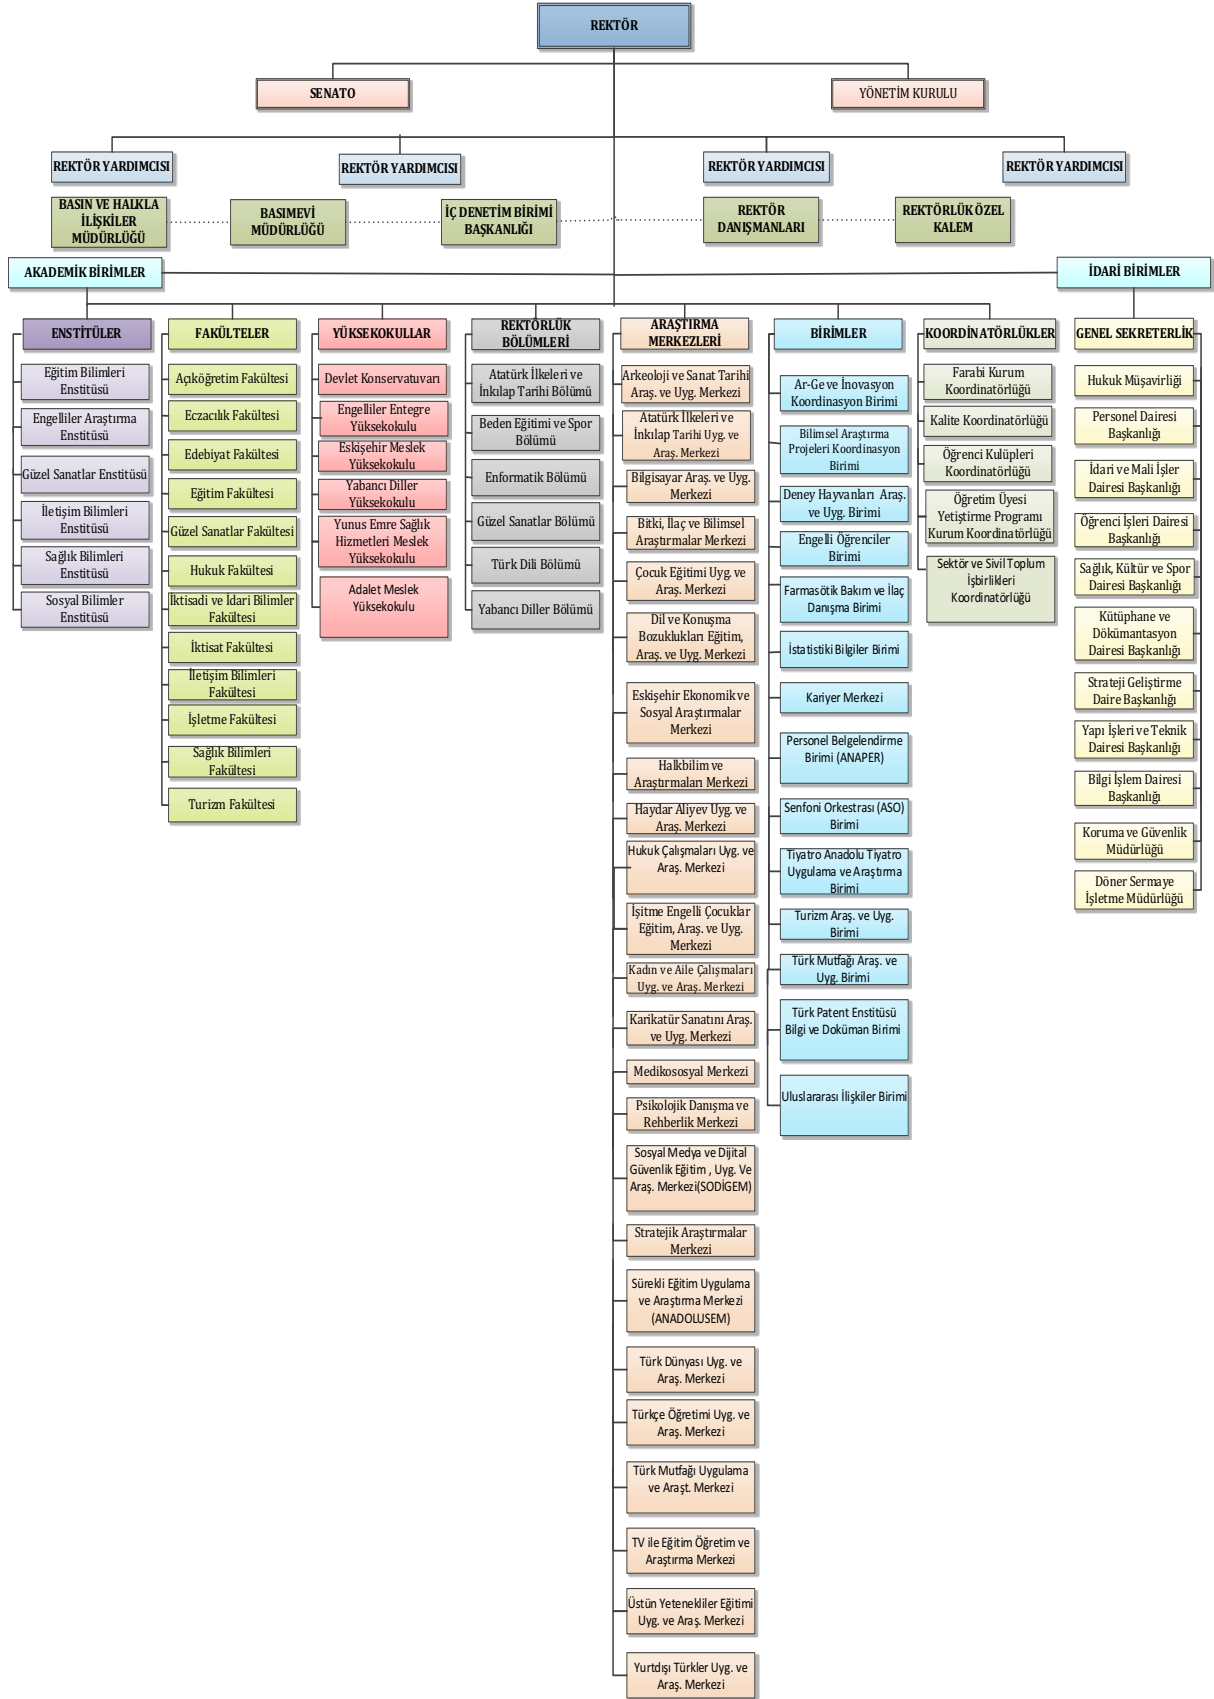 REKTÖR
SENATO
YÖNETİM KURULU
REKTÖR YARDIMCISI
REKTÖR YARDIMCISI
REKTÖR YARDIMCISI
REKTÖR YARDIMCISI
BASIN VE HALKLA
İLİŞKİLER
MÜDÜRLÜĞÜ
BASIMEVİ
MÜDÜRLÜĞÜ
İÇ DENETİM BİRİMİ
BAŞKANLIĞI
REKTÖR
DANIŞMANLARI
REKTÖRLÜK ÖZEL
KALEM
AKADEMİK BİRİMLER
İDARİ BİRİMLER
ENSTİTÜLER
Eğitim Bilimleri
Enstitüsü
Engelliler Araştırma
Enstitüsü
Güzel Sanatlar Enstitüsü
İletişim Bilimleri
Enstitüsü
Sağlık Bilimleri
Enstitüsü
Sosyal Bilimler
Enstitüsü
FAKÜLTELER
Açıköğretim Fakültesi
Eczacılık Fakültesi
Edebiyat Fakültesi
Eğitim Fakültesi
Güzel Sanatlar Fakültesi
Hukuk Fakültesi
İktisadi ve İdari Bilimler
Fakültesi
İktisat Fakültesi
İletişim Bilimleri
Fakültesi
İşletme Fakültesi
Sağlık Bilimleri
Fakültesi
Turizm Fakültesi
YÜKSEKOKULLAR
Devlet Konservatuvarı
Engelliler Entegre
Yüksekokulu
Eskişehir Meslek
Yüksekokulu
Yabancı Diller
Yüksekokulu
Yunus Emre Sağlık
Hizmetleri Meslek
Yüksekokulu
Adalet Meslek
Yüksekokulu
REKTÖRLÜK
BÖLÜMLERİ
Atatürk İlkeleri ve
İnkılap Tarihi Bölümü
Beden Eğitimi ve Spor
Bölümü
Enformatik Bölümü
Güzel Sanatlar Bölümü
Türk Dili Bölümü
Yabancı Diller Bölümü
ARAŞTIRMA
MERKEZLERİ
Arkeoloji ve Sanat Tarihi
Araş. ve Uyg. Merkezi
Atatürk İlkeleri ve
İnkılap Tarihi Uyg. ve
Araş. Merkezi
Bilgisayar Araş. ve Uyg.
Merkezi
Bitki, İlaç ve Bilimsel
Araştırmalar Merkezi
Çocuk Eğitimi Uyg. ve
Araş. Merkezi
Dil ve Konuşma
Bozuklukları Eğitim,
Araş. ve Uyg. Merkezi
Eskişehir Ekonomik ve
Sosyal Araştırmalar
Merkezi
Halkbilim ve
Araştırmaları Merkezi
Haydar Aliyev Uyg. ve
Araş. Merkezi
Hukuk Çalışmaları Uyg. ve
Araş. Merkezi
İşitme Engelli Çocuklar
Eğitim, Araş. ve Uyg.
Merkezi
Kadın ve Aile Çalışmaları
Uyg. ve Araş. Merkezi
Karikatür Sanatını Araş.
ve Uyg. Merkezi
Medikososyal Merkezi
Psikolojik Danışma ve
Rehberlik Merkezi
Sosyal Medya ve Dijital
Güvenlik Eğitim , Uyg. Ve
Araş. Merkezi(SODİGEM)
Stratejik Araştırmalar
Merkezi
Sürekli Eğitim Uygulama
ve Araştırma Merkezi
(ANADOLUSEM)
Türk Dünyası Uyg. ve
Araş. Merkezi
Türkçe Öğretimi Uyg. ve
Araş. Merkezi
Türk Mutfağı Uygulama
ve Araşt. Merkezi
TV ile Eğitim Öğretim ve
Araştırma Merkezi
Üstün Yetenekliler Eğitimi
Uyg. ve Araş. Merkezi
Yurtdışı Türkler Uyg. ve
Araş. Merkezi
BİRİMLER
Ar-Ge ve İnovasyon
Koordinasyon Birimi
Bilimsel Araştırma
Projeleri Koordinasyon
Birimi
Deney Hayvanları Araş.
ve Uyg. Birimi
Engelli Öğrenciler
Birimi
Farmasötik Bakım ve İlaç
Danışma Birimi
İstatistiki Bilgiler Birimi
Kariyer Merkezi
Personel Belgelendirme
Birimi (ANAPER)
Senfoni Orkestrası (ASO)
Birimi
Tiyatro Anadolu Tiyatro
Uygulama ve Araştırma
Birimi
Turizm Araş. ve Uyg.
Birimi
Türk Mutfağı Araş. ve
Uyg. Birimi
Türk Patent Enstitüsü
Bilgi ve Doküman Birimi
Uluslararası İlişkiler Birimi
KOORDİNATÖRLÜKLER
Farabi Kurum
Koordinatörlüğü
Kalite Koordinatörlüğü
Öğrenci Kulüpleri
Koordinatörlüğü
Öğretim Üyesi
Yetiştirme Programı
Kurum Koordinatörlüğü
Sektör ve Sivil Toplum
İşbirlikleri
Koordinatörlüğü
GENEL SEKRETERLİK
Hukuk Müşavirliği
Personel Dairesi
Başkanlığı
İdari ve Mali İşler
Dairesi Başkanlığı
Öğrenci İşleri Dairesi
Başkanlığı
Sağlık, Kültür ve Spor
Dairesi Başkanlığı
Kütüphane ve
Dökümantasyon
Dairesi Başkanlığı
Strateji Geliştirme
Daire Başkanlığı
Yapı İşleri ve Teknik
Dairesi Başkanlığı
Bilgi İşlem Dairesi
Başkanlığı
Koruma ve Güvenlik
Müdürlüğü
Döner Sermaye
İşletme Müdürlüğü